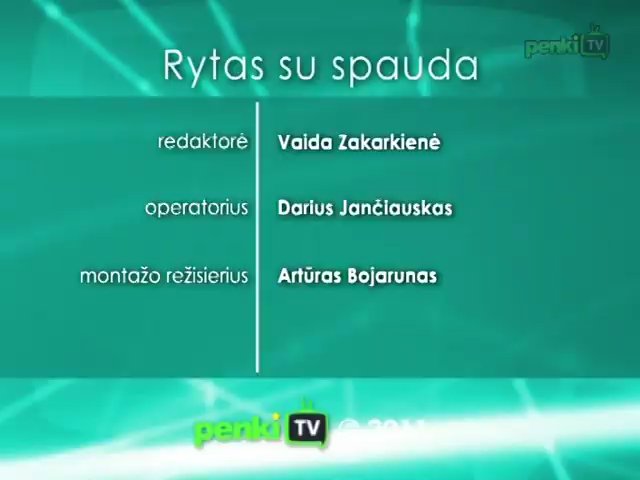 penki TV
Rytas su spauda
redaktorė Vaida Zakarkienė
operatorius Darius Jančiauskas
montažo režisierius Artūras Bojarunas
penki TV ©